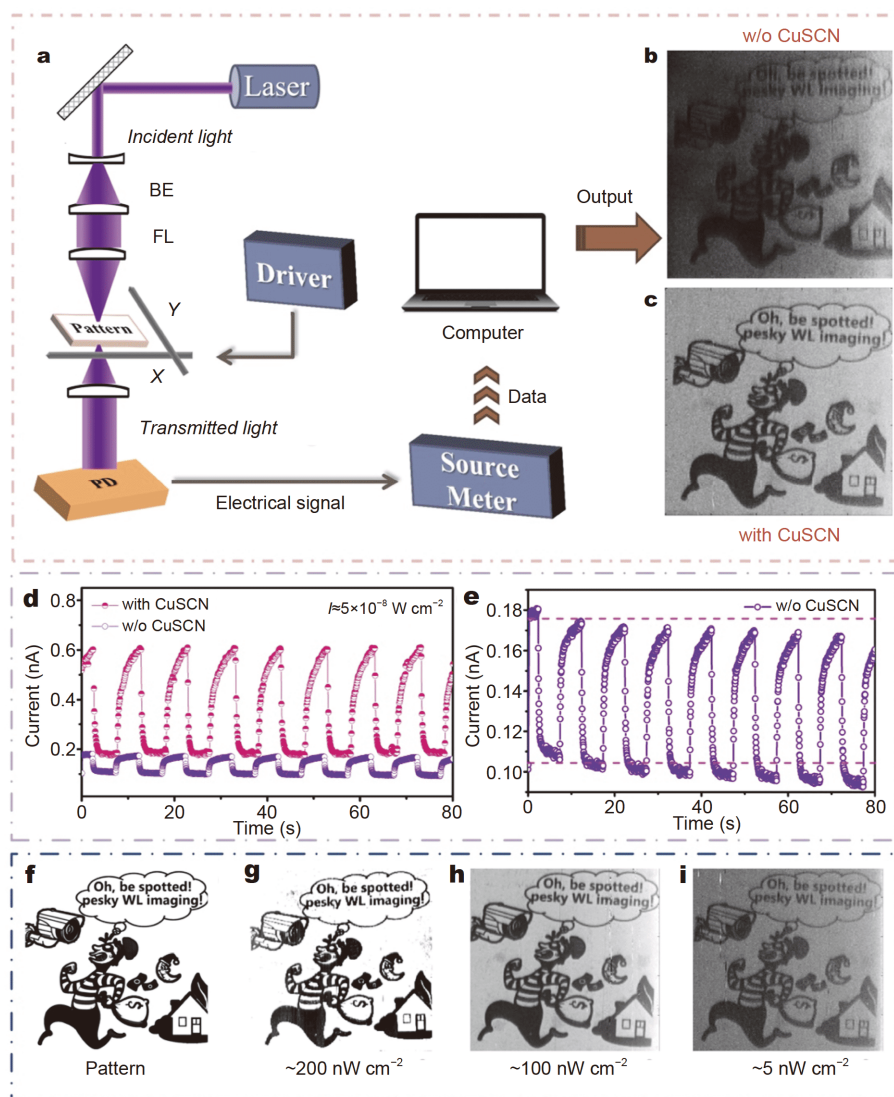 a
Laser
Incident light
BE
FL
Driver
Pattern
Y
X
Transmitted light
PD
Electrical signal
Source
Meter
Data
Computer
Output
w/o CuSCN
b
Oh, be spotted!
pesky WL imaging!
$
c
Oh, be spotted!
pesky WL imaging!
$
with CuSCN
d
with CuSCN
w/o CuSCN
I≈5×10⁻⁸ W cm⁻²
Current (nA)
0.8
0.6
0.4
0.2
0 20 40 60 80
Time (s)
e
w/o CuSCN
Current (nA)
0.18
0.16
0.14
0.12
0.10
0 20 40 60 80
Time (s)
f
Oh, be spotted!
pesky WL imaging!
$
Pattern
g
Oh, be spotted!
pesky WL imaging!
$
~200 nW cm⁻²
h
Oh, be spotted!
pesky WL imaging!
$
~100 nW cm⁻²
i
Oh, be spotted!
pesky WL imaging!
$
~5 nW cm⁻²